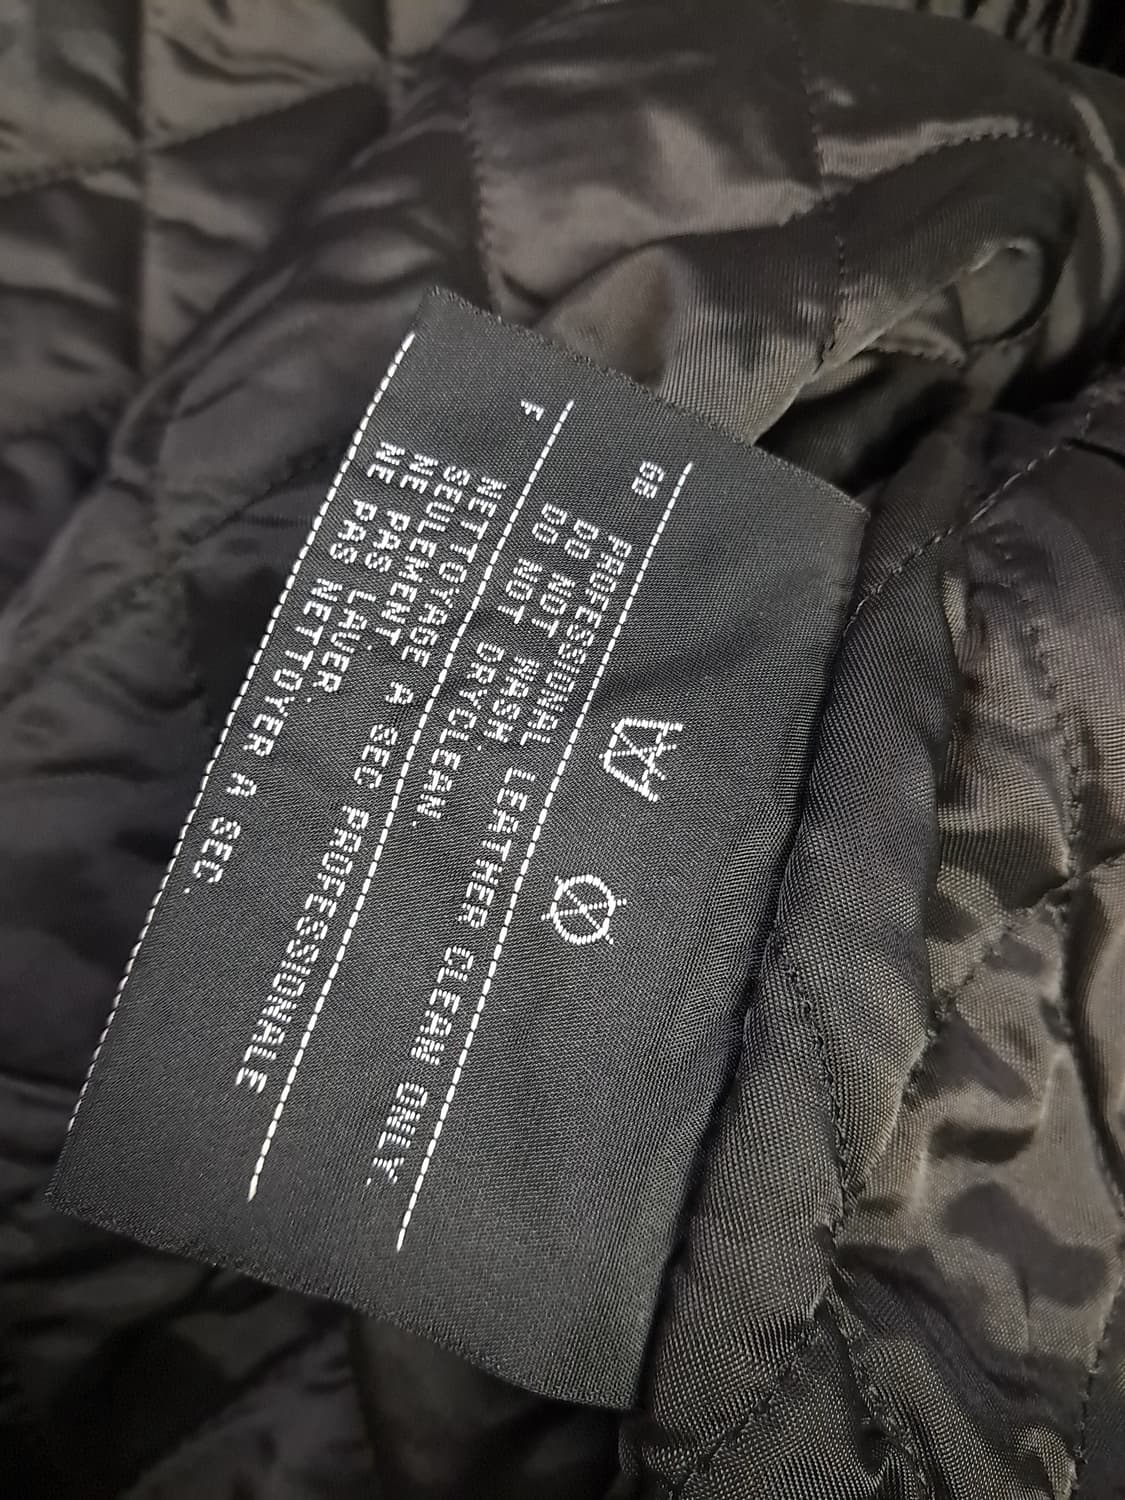 GB
PROFESSIONAL LEATHER CLEAN ONLY.
DO NOT WASH.
DO NOT DRYCLEAN.
F
NETTOYAGE A SEC PROFESSIONALE
SEULEMENT
NE PAS LAVER.
NE PAS NETTOYER A SEC.